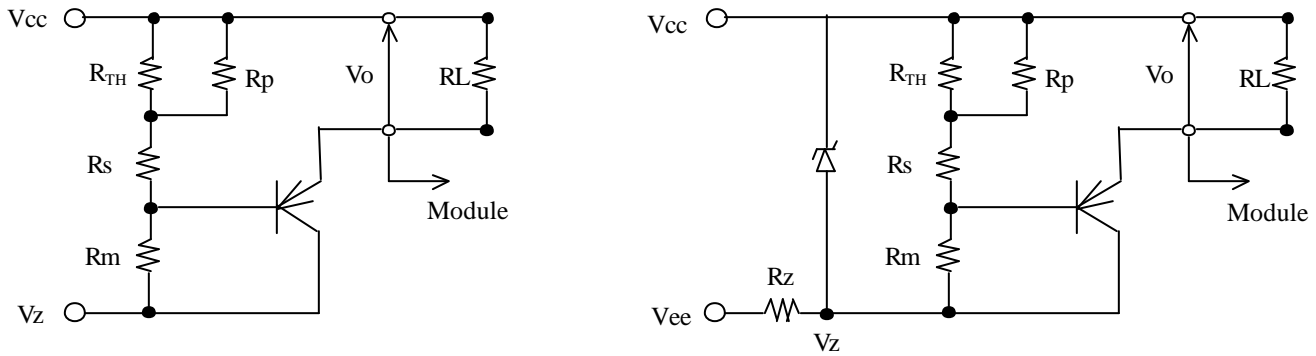 Vcc
RTH
Rp
Vo
RL
Rs
Module
Rm
Vz
Vcc
RTH
Rp
Vo
RL
Rs
Module
Rm
Rz
Vee
Vz